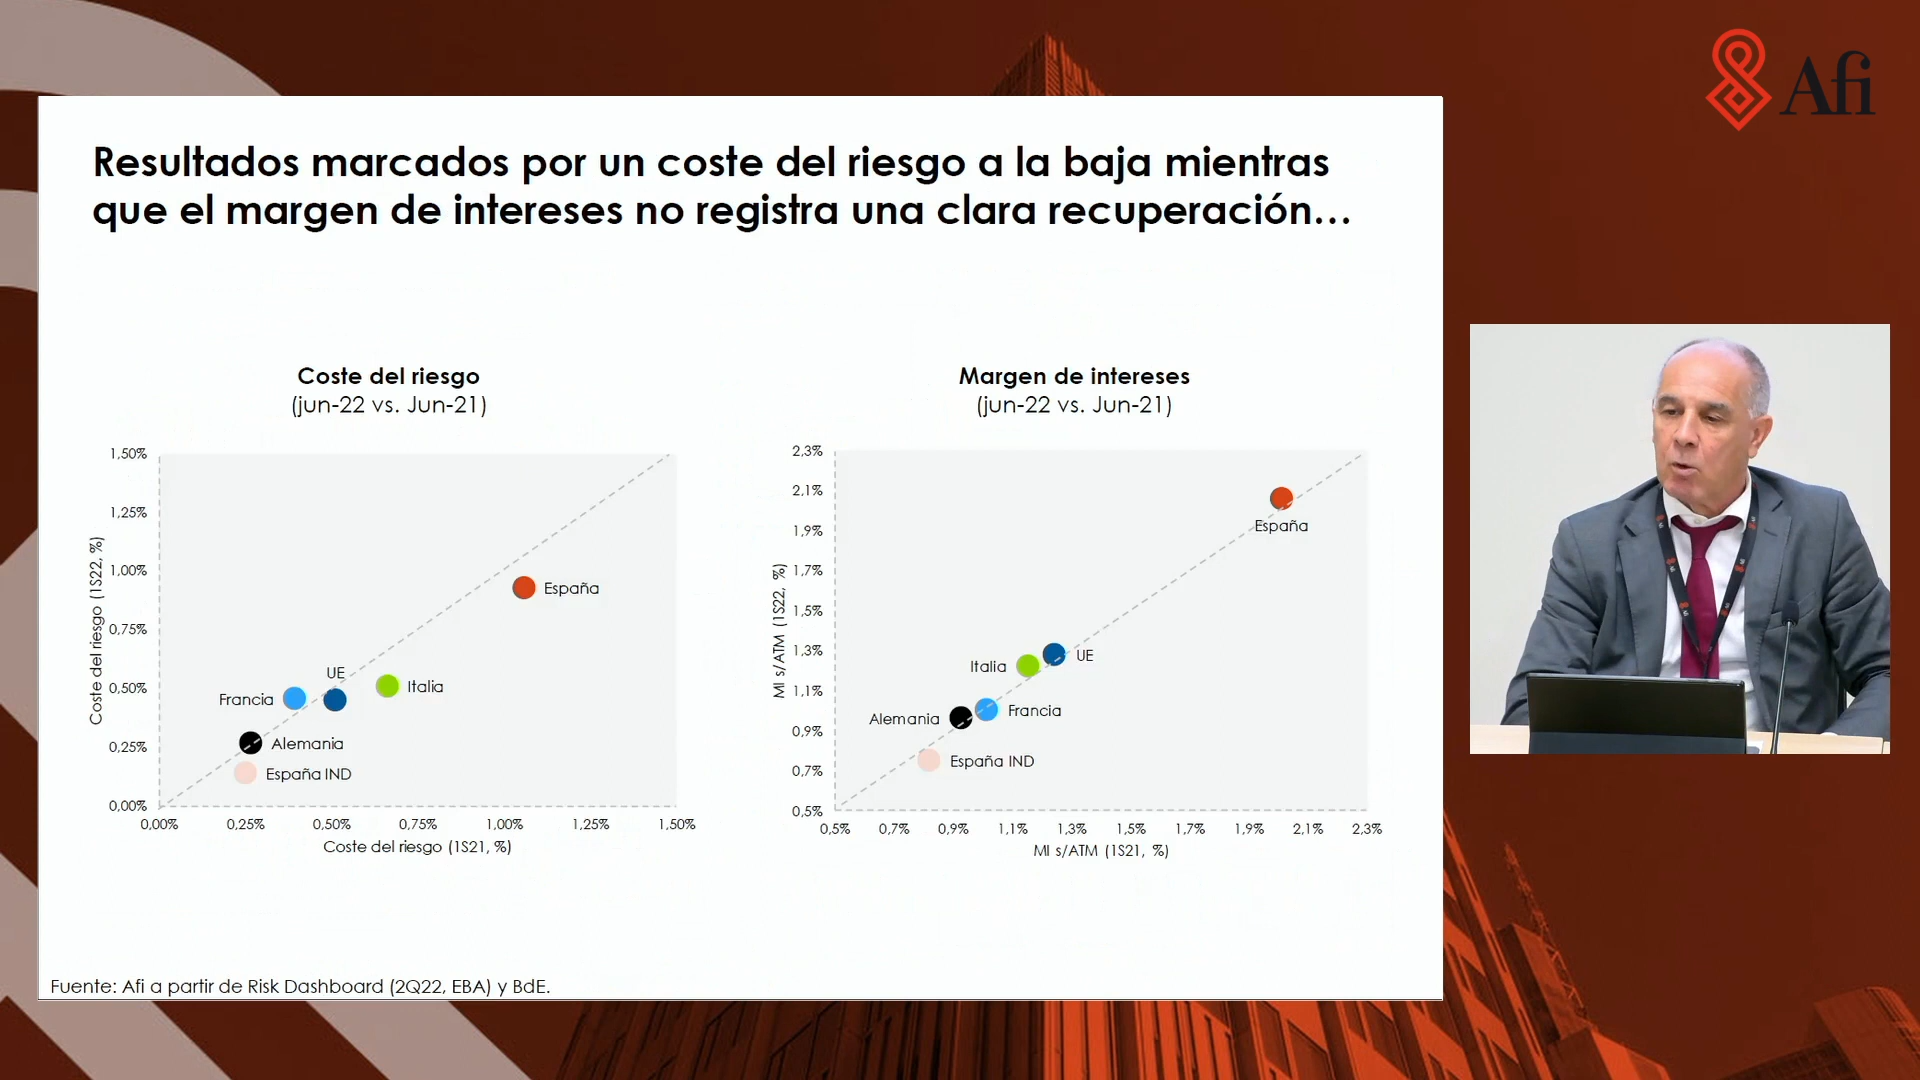 Afi
Resultados marcados por un coste del riesgo a la baja mientras
que el margen de intereses no registra una clara recuperación...
Coste del riesgo
(jun-22 vs. Jun-21)
1,50%
1,25%
1,00%
0,75%
0,50%
0,25%
0,00%
Coste del riesgo (1S22, %)
España
UE
Italia
Francia
Alemania
España IND
0,00% 0,25% 0,50% 0,75% 1,00% 1,25% 1,50%
Coste del riesgo (1S21, %)
Margen de intereses
(jun-22 vs. Jun-21)
2,3%
2,1%
1,9%
1,7%
1,5%
1,3%
1,1%
0,9%
0,7%
0,5%
MI s/ATM (1S22, %)
España
Italia
UE
Alemania
Francia
España IND
0,5% 0,7% 0,9% 1,1% 1,3% 1,5% 1,7% 1,9% 2,1% 2,3%
MI s/ATM (1S21, %)
Fuente: Afi a partir de Risk Dashboard (2Q22, EBA) y BdE.